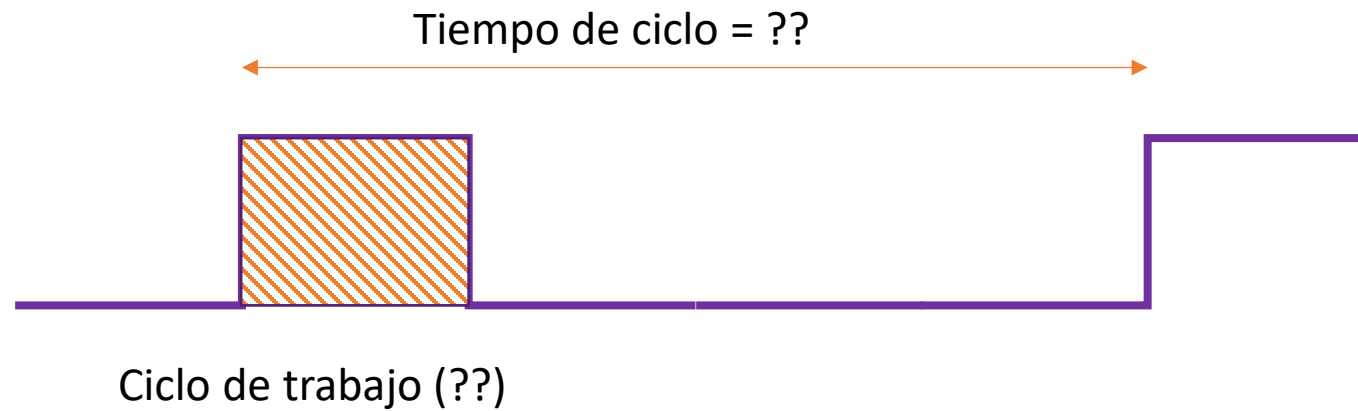 Tiempo de ciclo = ??
Ciclo de trabajo (??)